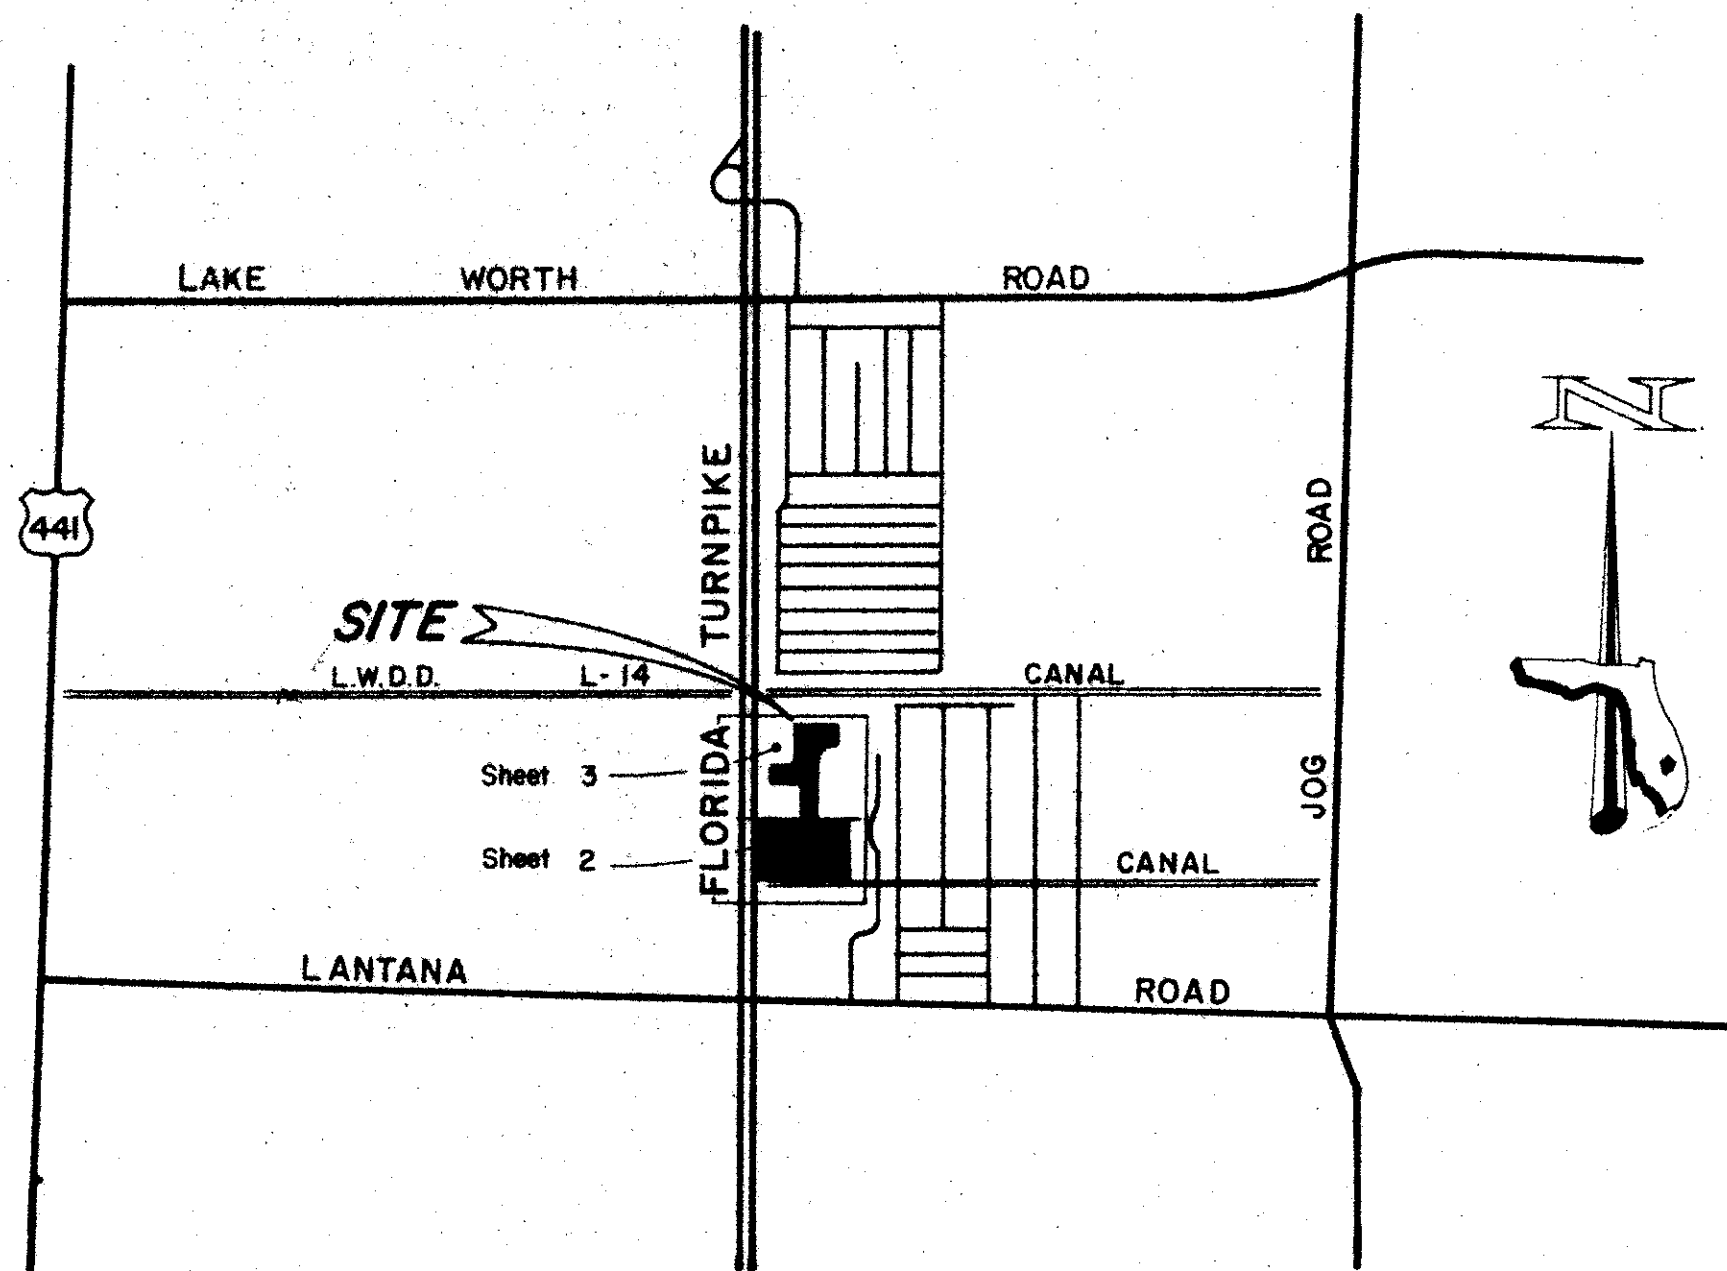 LAKE WORTH ROAD
N
TURNPIKE
ROAD
441
SITE
L.W.D.D. L-14 CANAL
FLORIDA
Sheet 3
JOG
Sheet 2
CANAL
LANTANA ROAD